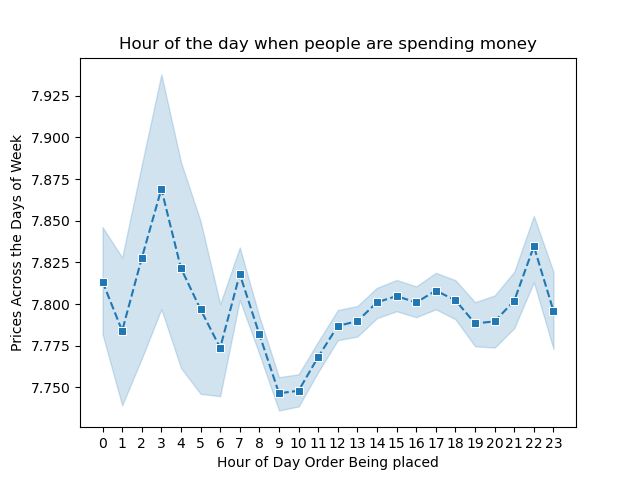 Hour of the day when people are spending money
Prices Across the Days of Week
7.925
7.900
7.875
7.850
7.825
7.800
7.775
7.750
0 1 2 3 4 5 6 7 8 9 10 11 12 13 14 15 16 17 18 19 20 21 22 23
Hour of Day Order Being placed